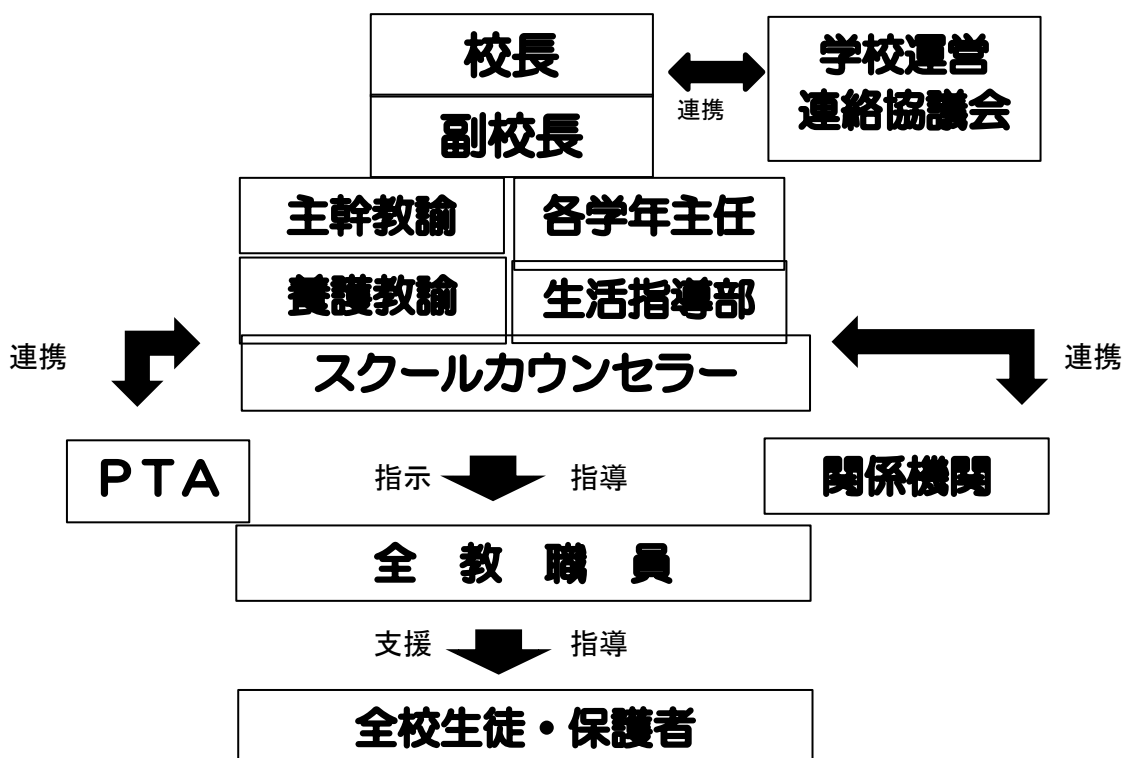 校長
学校運営
連絡協議会
連携
副校長
主幹教諭
各学年主任
養護教諭
生活指導部
連携
連携
スクールカウンセラー
PTA
指示
指導
関係機関
全教職員
支援
指導
全校生徒・保護者